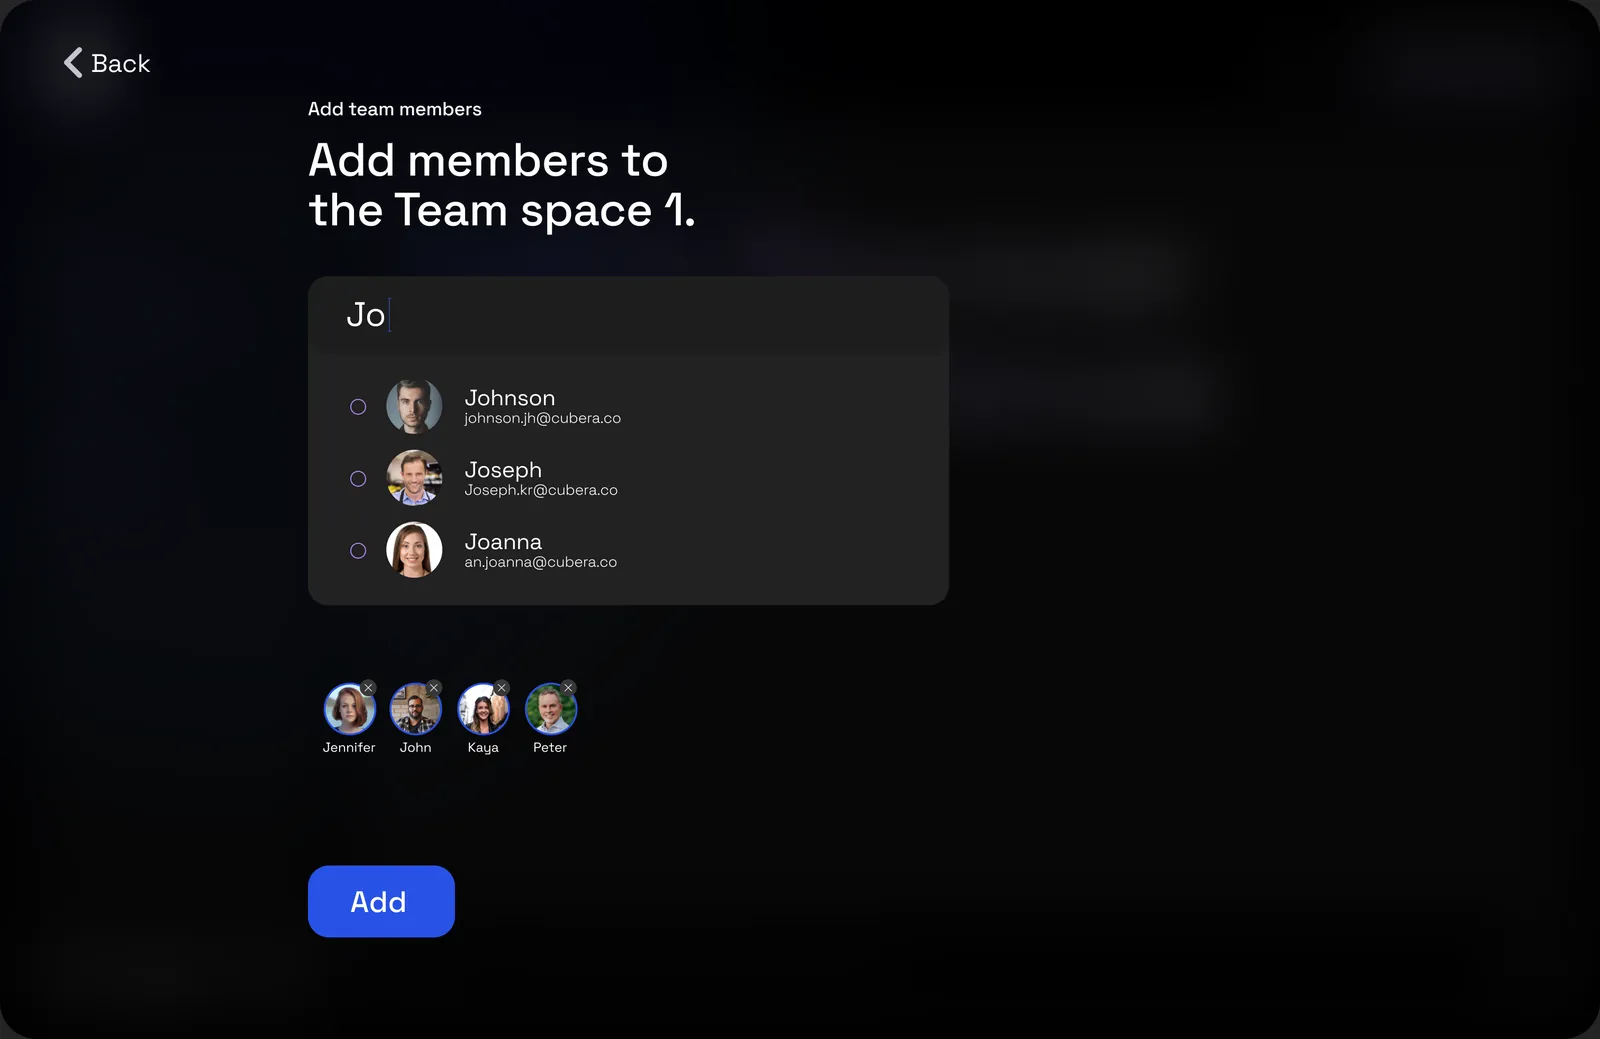 Back
Add team members
Add members to
the Team space 1.
Jo
Johnson
johnson.jh@cubera.co
Joseph
Joseph.kr@cubera.co
Joanna
an.joanna@cubera.co
Jennifer
John
Kaya
Peter
Add